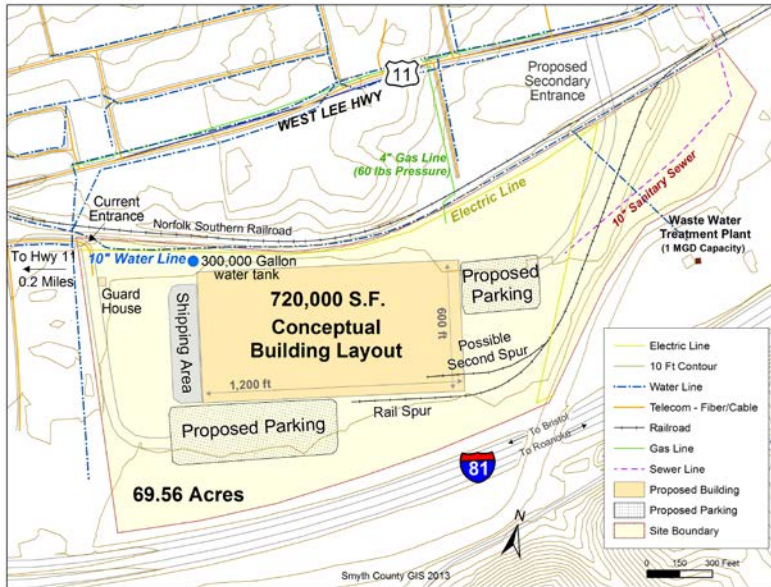 11
WEST LEE HWY
Proposed
Secondary
Entrance
4" Gas Line
(60 lbs Pressure)
Electric Line
10" Sanitary Sewer
Current
Entrance
Norfolk Southern Railroad
Waste Water
Treatment Plant
(1 MGD Capacity)
To Hwy 11
0.2 Miles
10" Water Line
300,000 Gallon
water tank
Guard
House
Shipping Area
720,000 S.F.
Conceptual
Building Layout
600 ft
1,200 ft
Proposed
Parking
Possible
Second Spur
Rail Spur
Proposed Parking
To Bristol
To Roanoke
81
69.56 Acres
Electric Line
10 Ft Contour
Water Line
Telecom - Fiber/Cable
Railroad
Gas Line
Sewer Line
Proposed Building
Proposed Parking
Site Boundary
N
0 150 300 Feet
Smyth County GIS 2013